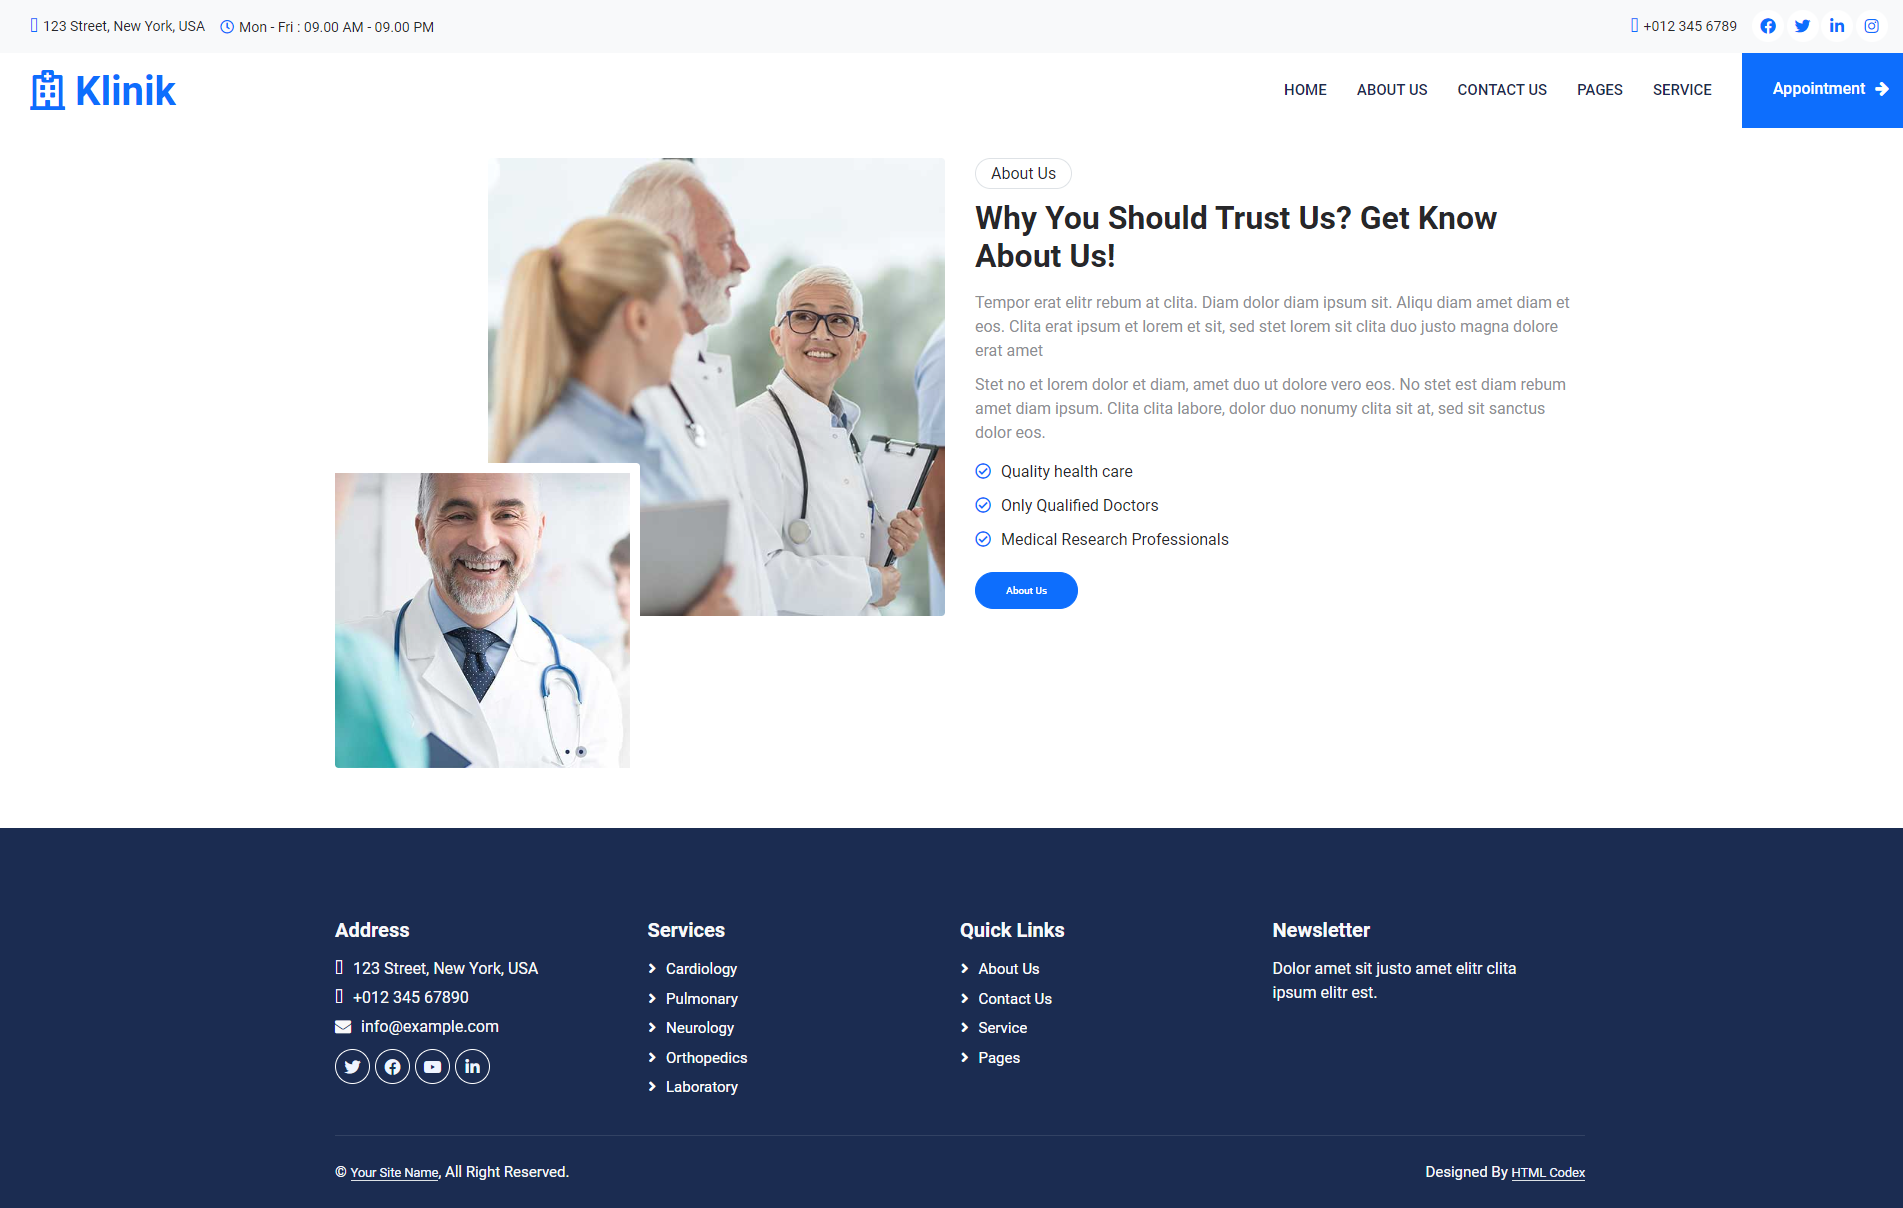 123 Street, New York, USA
Mon - Fri : 09.00 AM - 09.00 PM
+012 345 6789
Klinik
HOME
ABOUT US
CONTACT US
PAGES
SERVICE
Appointment
About Us
Why You Should Trust Us? Get Know
About Us!
Tempor erat elitr rebum at clita. Diam dolor diam ipsum sit. Aliqu diam amet diam et
eos. Clita erat ipsum et lorem et sit, sed stet lorem sit clita duo justo magna dolore
erat amet
Stet no et lorem dolor et diam, amet duo ut dolore vero eos. No stet est diam rebum
amet diam ipsum. Clita clita labore, dolor duo nonumy clita sit at, sed sit sanctus
dolor eos.
Quality health care
Only Qualified Doctors
Medical Research Professionals
About Us
Address
123 Street, New York, USA
+012 345 67890
info@example.com
Services
Cardiology
Pulmonary
Neurology
Orthopedics
Laboratory
Quick Links
About Us
Contact Us
Service
Pages
Newsletter
Dolor amet sit justo amet elitr clita
ipsum elitr est.
© Your Site Name, All Right Reserved.
Designed By HTML Codex